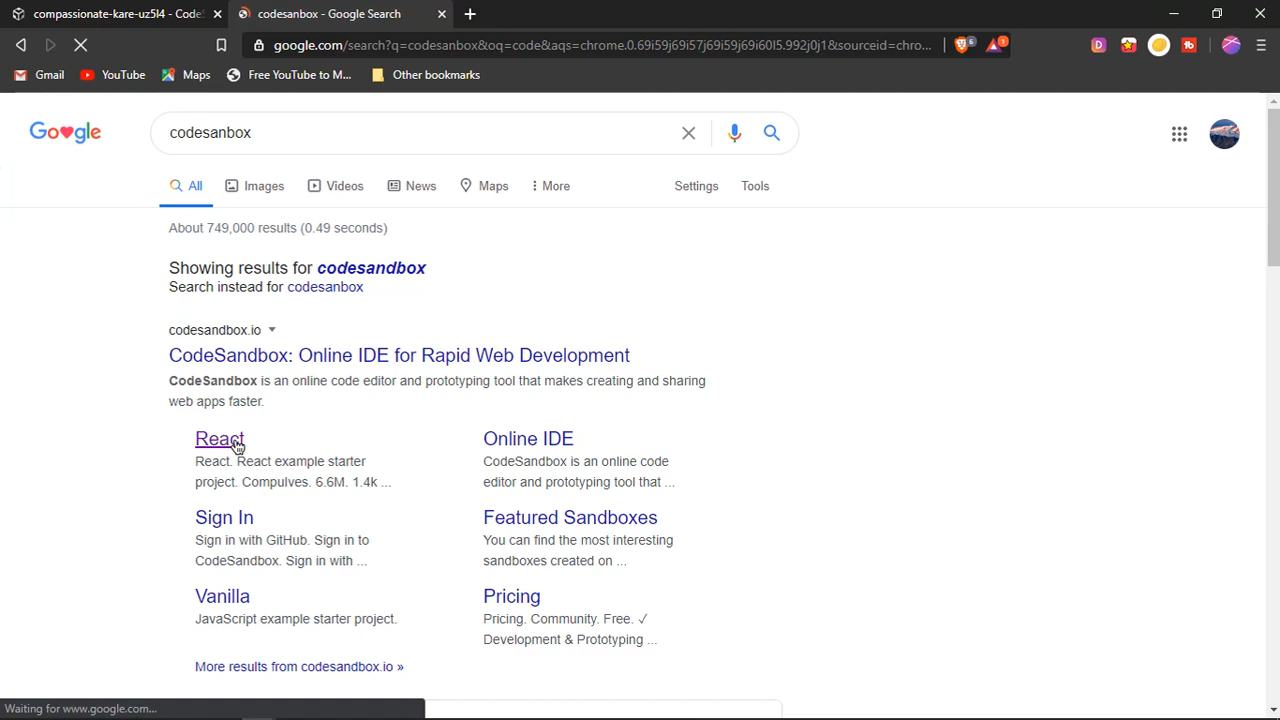 compassionate-kare-uz5l4 - CodeS
codesanbox - Google Search
google.com/search?q=codesanbox&oq=code&aqs=chrome.0.69i59j69i57j69i59j69i60l5.992j0j1&sourceid=chro...
Gmail YouTube Maps Free YouTube to M... Other bookmarks
Google
codesanbox
All Images Videos News Maps More Settings Tools
About 749,000 results (0.49 seconds)
Showing results for codesandbox
Search instead for codesanbox
codesandbox.io
CodeSandbox: Online IDE for Rapid Web Development
CodeSandbox is an online code editor and prototyping tool that makes creating and sharing
web apps faster.
React
React. React example starter
project. Compulves. 6.6M. 1.4k ...
Online IDE
CodeSandbox is an online code
editor and prototyping tool that ...
Sign In
Sign in with GitHub. Sign in to
CodeSandbox. Sign in with ...
Featured Sandboxes
You can find the most interesting
sandboxes created on ...
Vanilla
JavaScript example starter project.
Pricing
Pricing. Community. Free. ✓
Development & Prototyping ...
More results from codesandbox.io »
Waiting for www.google.com...